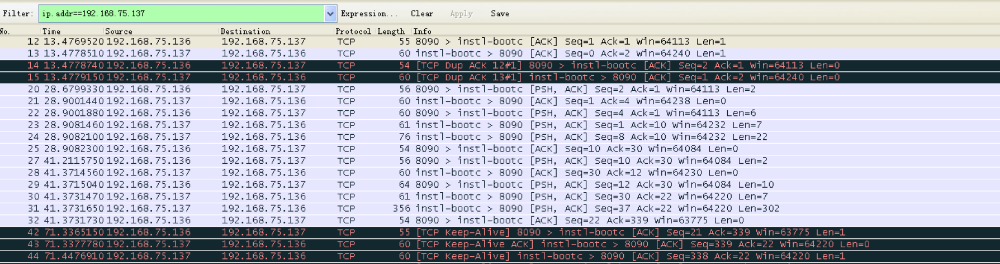 Filter: ip.addr==192.168.75.137 Expression... Clear Apply Save
No. Time Source Destination Protocol Length Info
12 13.4769520 192.168.75.136 192.168.75.137 TCP 55 8090 > instl-bootc [ACK] Seq=1 Ack=1 Win=64113 Len=1
13 13.4778510 192.168.75.137 192.168.75.136 TCP 60 instl-bootc > 8090 [ACK] Seq=0 Ack=2 Win=64240 Len=1
14 13.4778740 192.168.75.136 192.168.75.137 TCP 54 [TCP Dup ACK 12#1] 8090 > instl-bootc [ACK] Seq=2 Ack=1 Win=64113 Len=0
15 13.4779150 192.168.75.137 192.168.75.136 TCP 60 [TCP Dup ACK 13#1] instl-bootc > 8090 [ACK] Seq=1 Ack=2 Win=64240 Len=0
20 28.6799330 192.168.75.136 192.168.75.137 TCP 56 8090 > instl-bootc [PSH, ACK] Seq=2 Ack=1 Win=64113 Len=2
21 28.9001440 192.168.75.137 192.168.75.136 TCP 60 instl-bootc > 8090 [ACK] Seq=1 Ack=4 Win=64238 Len=0
22 28.9001880 192.168.75.136 192.168.75.137 TCP 60 8090 > instl-bootc [PSH, ACK] Seq=4 Ack=1 Win=64113 Len=6
23 28.9081460 192.168.75.137 192.168.75.136 TCP 61 instl-bootc > 8090 [PSH, ACK] Seq=1 Ack=10 Win=64232 Len=7
24 28.9082100 192.168.75.137 192.168.75.136 TCP 76 instl-bootc > 8090 [PSH, ACK] Seq=8 Ack=10 Win=64232 Len=22
25 28.9082300 192.168.75.136 192.168.75.137 TCP 54 8090 > instl-bootc [ACK] Seq=10 Ack=30 Win=64084 Len=0
27 41.2115750 192.168.75.136 192.168.75.137 TCP 56 8090 > instl-bootc [PSH, ACK] Seq=10 Ack=30 Win=64084 Len=2
28 41.3714560 192.168.75.137 192.168.75.136 TCP 60 instl-bootc > 8090 [ACK] Seq=30 Ack=12 Win=64230 Len=0
29 41.3715040 192.168.75.136 192.168.75.137 TCP 64 8090 > instl-bootc [PSH, ACK] Seq=12 Ack=30 Win=64084 Len=10
30 41.3731470 192.168.75.137 192.168.75.136 TCP 61 instl-bootc > 8090 [PSH, ACK] Seq=30 Ack=22 Win=64220 Len=7
31 41.3731650 192.168.75.137 192.168.75.136 TCP 356 instl-bootc > 8090 [PSH, ACK] Seq=37 Ack=22 Win=64220 Len=302
32 41.3731730 192.168.75.136 192.168.75.137 TCP 54 8090 > instl-bootc [ACK] Seq=22 Ack=339 Win=63775 Len=0
42 71.3365150 192.168.75.136 192.168.75.137 TCP 55 [TCP Keep-Alive] 8090 > instl-bootc [ACK] Seq=21 Ack=339 Win=63775 Len=1
43 71.3377780 192.168.75.137 192.168.75.136 TCP 60 [TCP Keep-Alive ACK] instl-bootc > 8090 [ACK] Seq=339 Ack=22 Win=64220 Len=0
44 71.4476910 192.168.75.137 192.168.75.136 TCP 60 [TCP Keep-Alive] instl-bootc > 8090 [ACK] Seq=338 Ack=22 Win=64220 Len=1